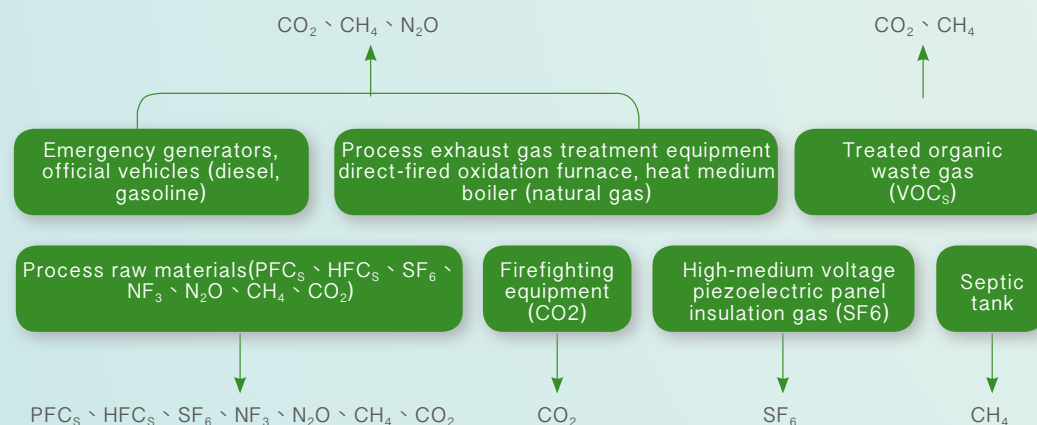 CO₂、CH₄、N₂O
CO₂、CH₄
Emergency generators,
official vehicles (diesel,
gasoline)
Process exhaust gas treatment equipment
direct-fired oxidation furnace, heat medium
boiler (natural gas)
Treated organic
waste gas
(VOCₛ)
Process raw materials(PFCₛ、HFCₛ、SF₆、
NF₃、N₂O、CH₄、CO₂)
Firefighting
equipment
(CO2)
High-medium voltage
piezoelectric panel
insulation gas (SF6)
Septic
tank
PFCₛ、HFCₛ、SF₆、NF₃、N₂O、CH₄、CO₂
CO₂
SF₆
CH₄